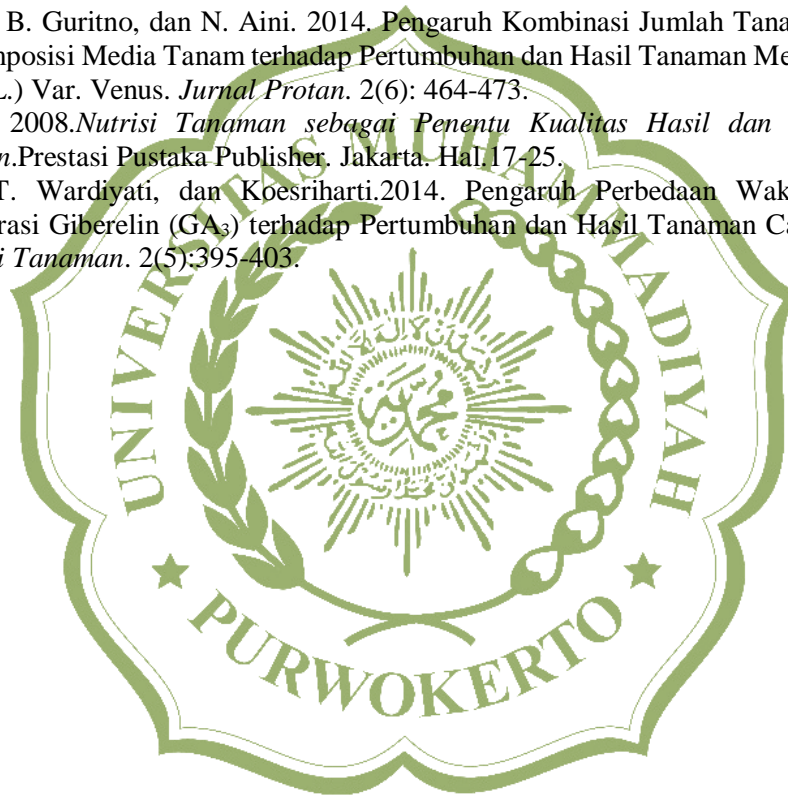 B. Guritno, dan N. Aini. 2014. Pengaruh Kombinasi Jumlah Tana
mposisi Media Tanam terhadap Pertumbuhan dan Hasil Tanaman Me
L.) Var. Venus. Jurnal Protan. 2(6): 464-473.
2008.Nutrisi Tanaman sebagai Penentu Kualitas Hasil dan
n.Prestasi Pustaka Publisher. Jakarta. Hal.17-25.
T. Wardiyati, dan Koesriharti.2014. Pengaruh Perbedaan Wak
rasi Giberelin (GA₃) terhadap Pertumbuhan dan Hasil Tanaman Ca
i Tanaman. 2(5):395-403.
UNIVERSITAS MUHAMMADIYAH
محمد
PURWOKERTO